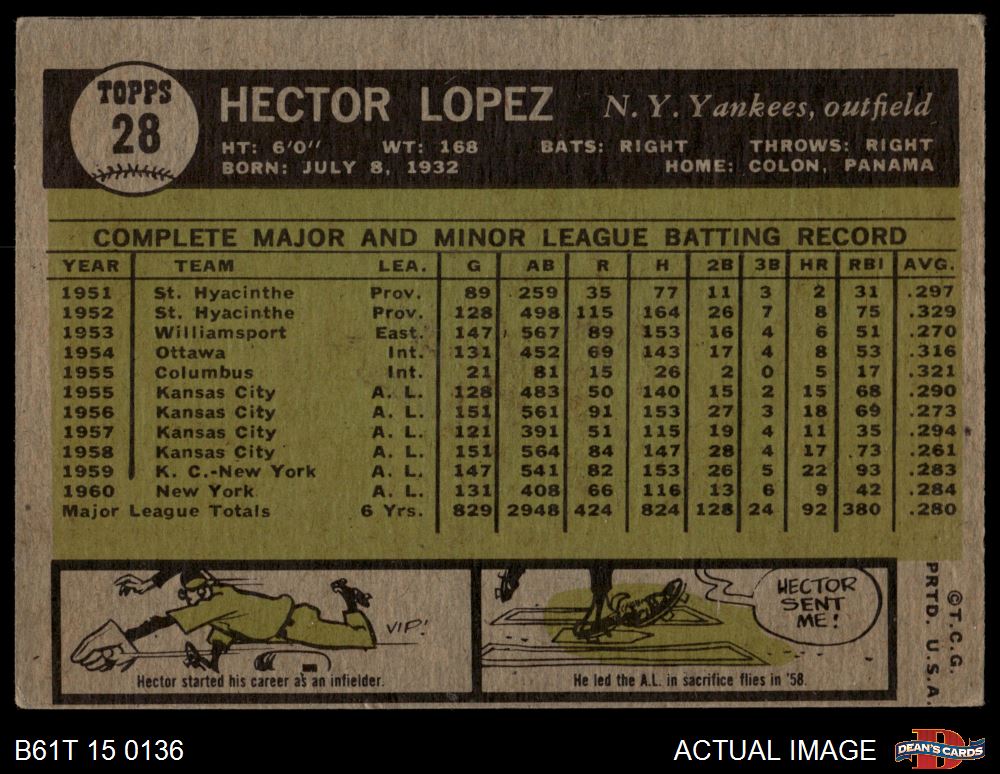 TOPPS
28
HECTOR LOPEZ N. Y. Yankees, outfield
HT: 6'0" WT: 168 BATS: RIGHT THROWS: RIGHT
BORN: JULY 8, 1932 HOME: COLON, PANAMA
COMPLETE MAJOR AND MINOR LEAGUE BATTING RECORD
YEAR TEAM LEA. G AB R H 2B 3B HR RBI AVG.
1951 St. Hyacinthe Prov. 89 259 35 77 11 3 2 31 .297
1952 St. Hyacinthe Prov. 128 498 115 164 26 7 8 75 .329
1953 Williamsport East. 147 567 89 153 16 4 6 51 .270
1954 Ottawa Int. 131 452 69 143 17 4 8 53 .316
1955 Columbus Int. 21 81 15 26 2 0 5 17 .321
1955 Kansas City A. L. 128 483 50 140 15 2 15 68 .290
1956 Kansas City A. L. 151 561 91 153 27 3 18 69 .273
1957 Kansas City A. L. 121 391 51 115 19 4 11 35 .294
1958 Kansas City A. L. 151 564 84 147 28 4 17 73 .261
1959 K. C.-New York A. L. 147 541 82 153 26 5 22 93 .283
1960 New York A. L. 131 408 66 116 13 6 9 42 .284
Major League Totals 6 Yrs. 829 2948 424 824 128 24 92 380 .280
VIP!
Hector started his career as an infielder.
HECTOR
SENT
ME!
He led the A.L. in sacrifice flies in '58.
©T.C.G.
PRTD. U.S.A.
B61T 15 0136 ACTUAL IMAGE
DEAN'S CARDS